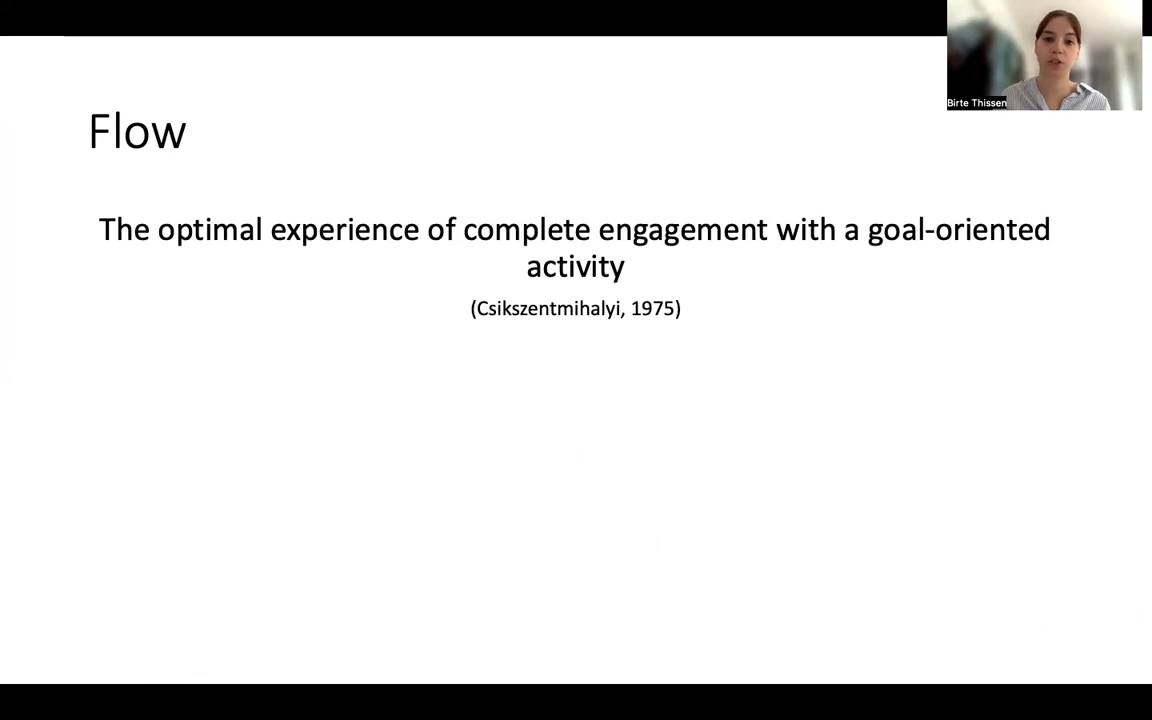 Birte Thissen
Flow
The optimal experience of complete engagement with a goal-oriented
activity
(Csikszentmihalyi, 1975)